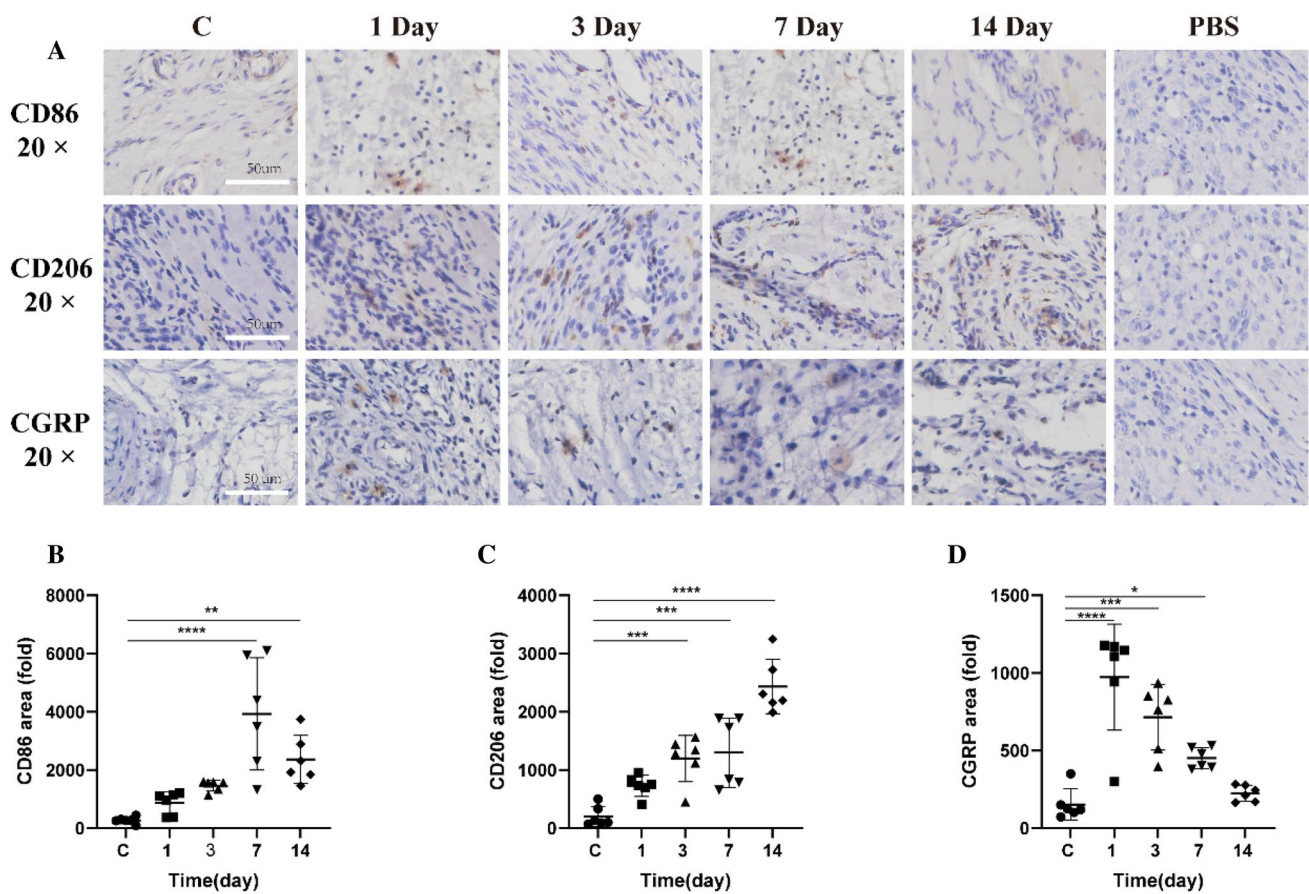 C 1 Day 3 Day 7 Day 14 Day PBS
A
CD86
20 ×
50um
CD206
20 ×
50um
CGRP
20 ×
50 um
B
C
D
8000
6000
4000
2000
0
CD86 area (fold)
**
****
C 1 3 7 14
Time(day)
4000
3000
2000
1000
0
CD206 area (fold)
****
***
***
C 1 3 7 14
Time(day)
1500
1000
500
0
CGRP area (fold)
*
***
****
C 1 3 7 14
Time(day)